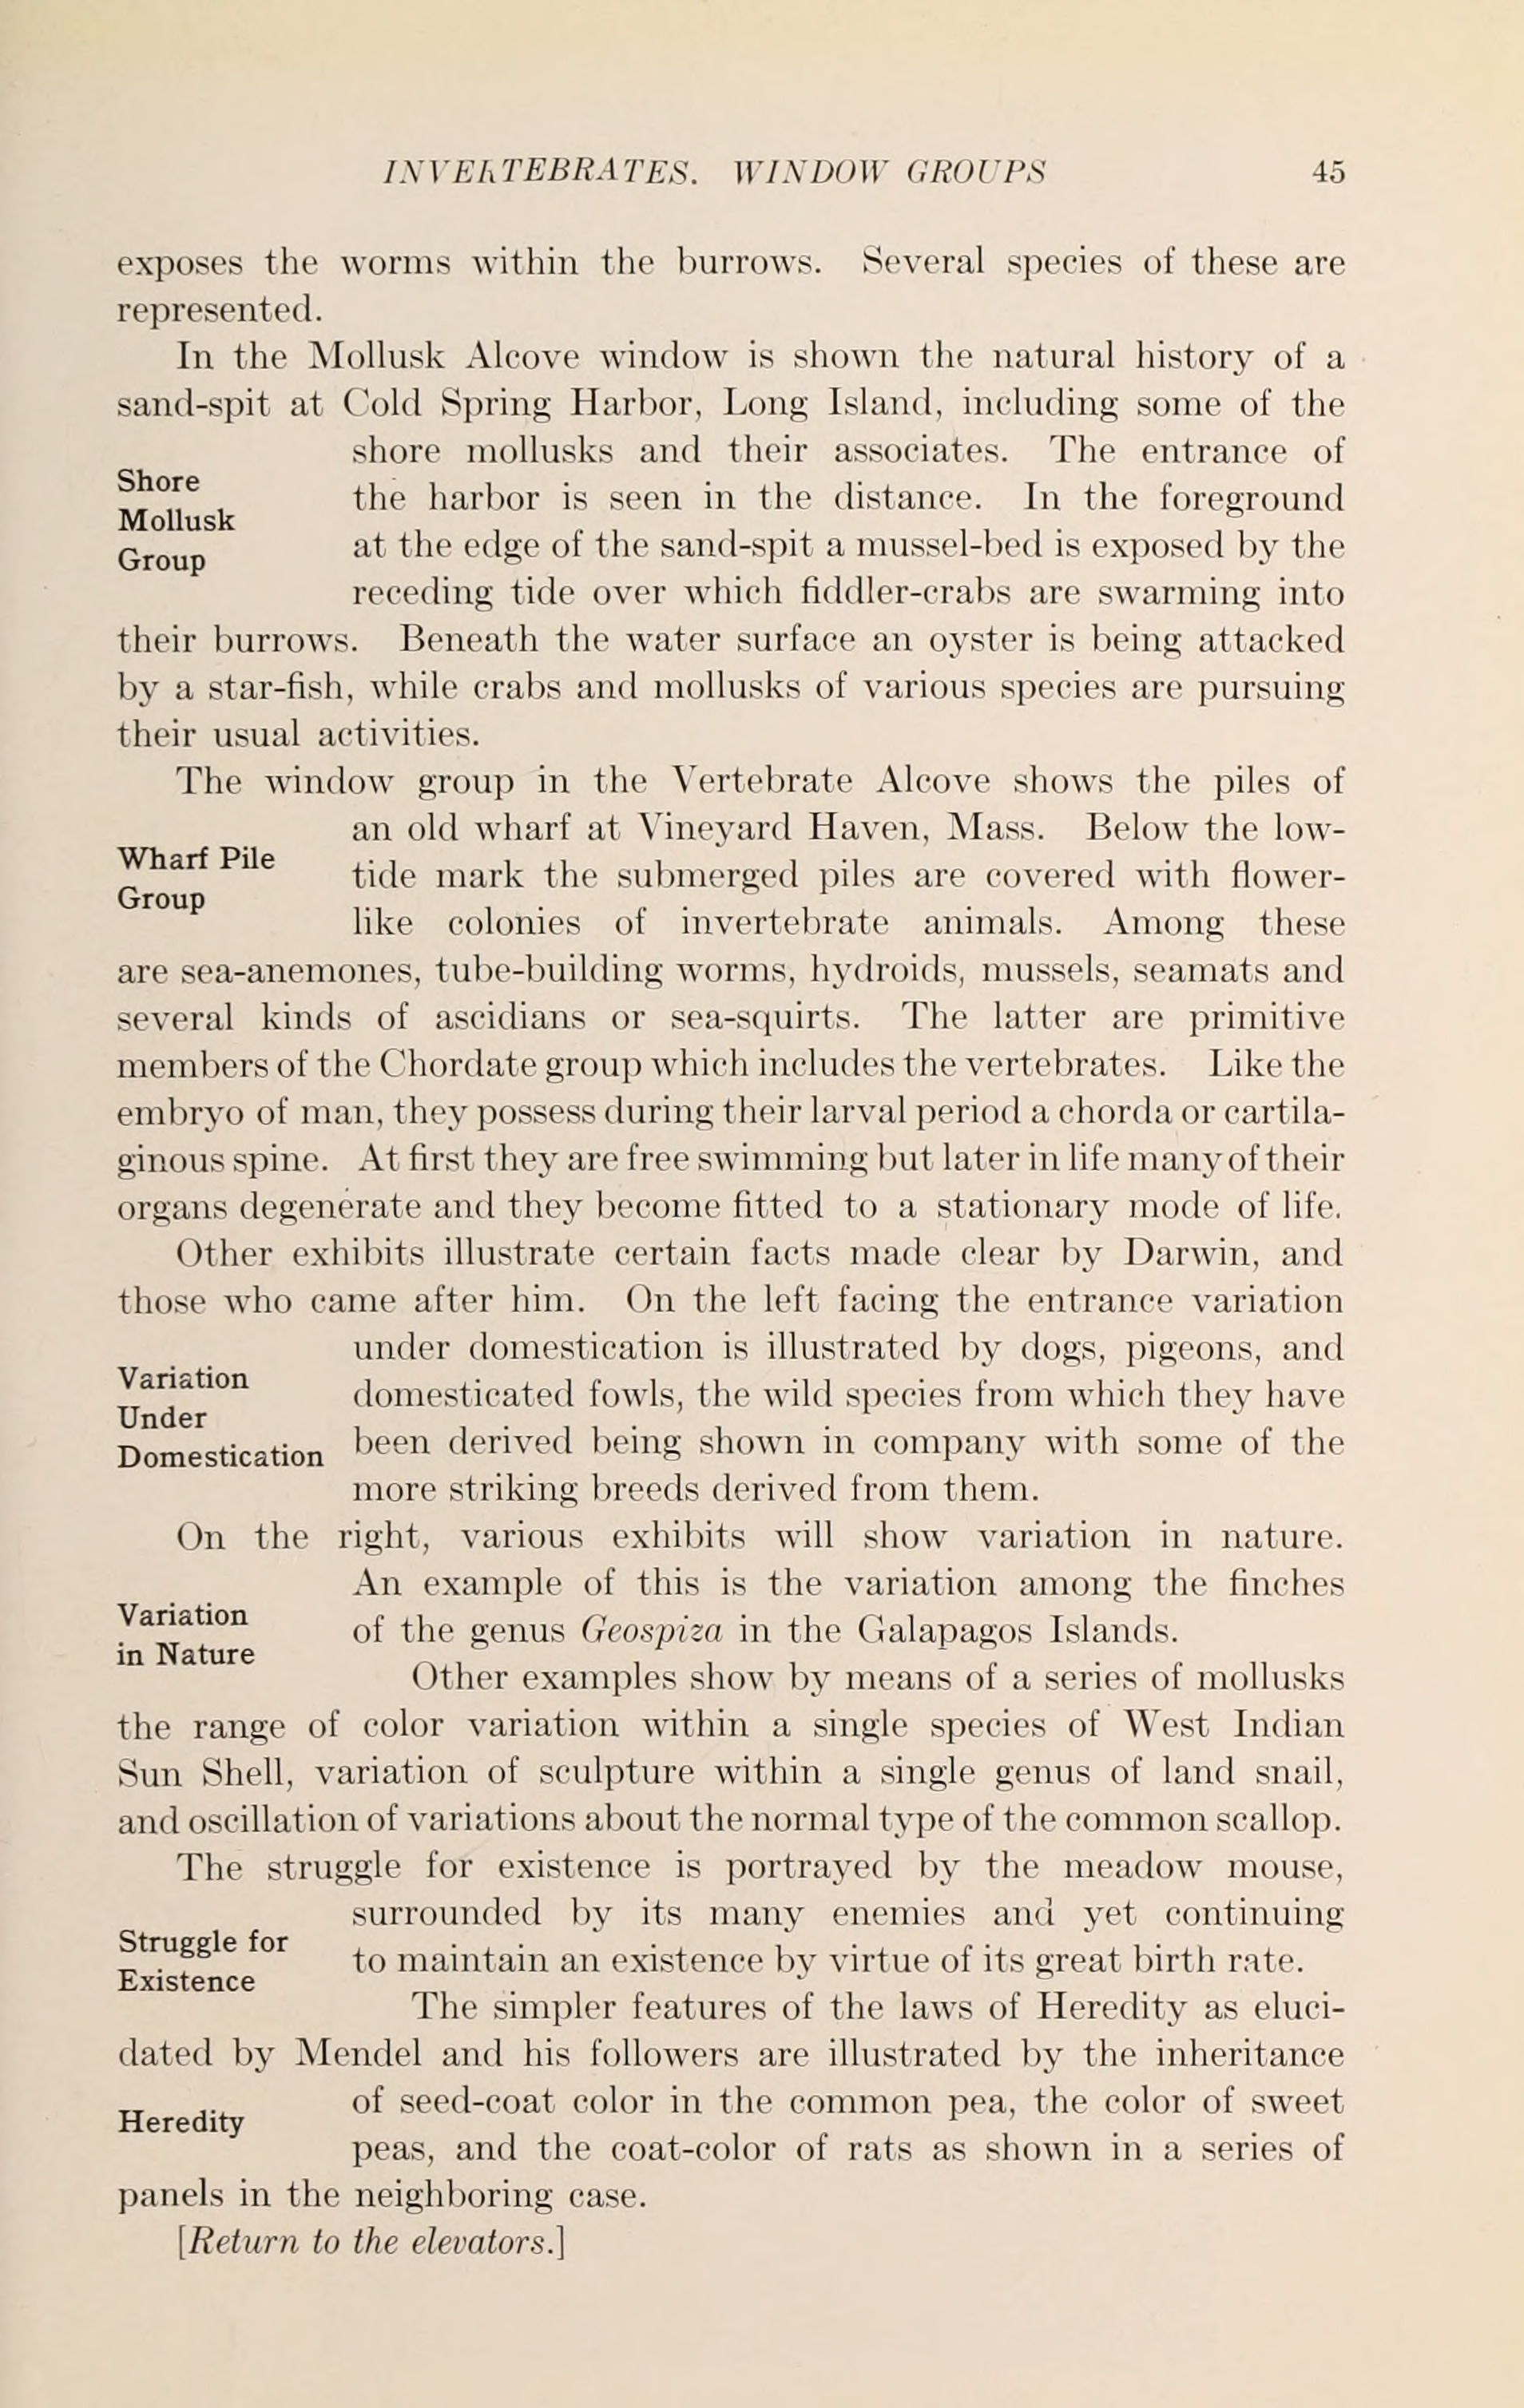 INVERTEBRATES. WINDOW GROUPS 45
exposes the worms within the burrows. Several species of these are
represented.
In the Mollusk Alcove window is shown the natural history of a
sand-spit at Cold Spring Harbor, Long Island, including some of the
Shore
Mollusk
Group
shore mollusks and their associates. The entrance of
the harbor is seen in the distance. In the foreground
at the edge of the sand-spit a mussel-bed is exposed by the
receding tide over which fiddler-crabs are swarming into
their burrows. Beneath the water surface an oyster is being attacked
by a star-fish, while crabs and mollusks of various species are pursuing
their usual activities.
The window group in the Vertebrate Alcove shows the piles of
Wharf Pile
Group
an old wharf at Vineyard Haven, Mass. Below the low-
tide mark the submerged piles are covered with flower-
like colonies of invertebrate animals. Among these
are sea-anemones, tube-building worms, hydroids, mussels, seamats and
several kinds of ascidians or sea-squirts. The latter are primitive
members of the Chordate group which includes the vertebrates. Like the
embryo of man, they possess during their larval period a chorda or cartila-
ginous spine. At first they are free swimming but later in life many of their
organs degenerate and they become fitted to a stationary mode of life.
Other exhibits illustrate certain facts made clear by Darwin, and
those who came after him. On the left facing the entrance variation
Variation
Under
Domestication
under domestication is illustrated by dogs, pigeons, and
domesticated fowls, the wild species from which they have
been derived being shown in company with some of the
more striking breeds derived from them.
On the right, various exhibits will show variation in nature.
Variation
in Nature
An example of this is the variation among the finches
of the genus Geospiza in the Galapagos Islands.
Other examples show by means of a series of mollusks
the range of color variation within a single species of West Indian
Sun Shell, variation of sculpture within a single genus of land snail,
and oscillation of variations about the normal type of the common scallop.
The struggle for existence is portrayed by the meadow mouse,
Struggle for
Existence
surrounded by its many enemies and yet continuing
to maintain an existence by virtue of its great birth rate.
The simpler features of the laws of Heredity as eluci-
dated by Mendel and his followers are illustrated by the inheritance
Heredity
of seed-coat color in the common pea, the color of sweet
peas, and the coat-color of rats as shown in a series of
panels in the neighboring case.
[Return to the elevators.]